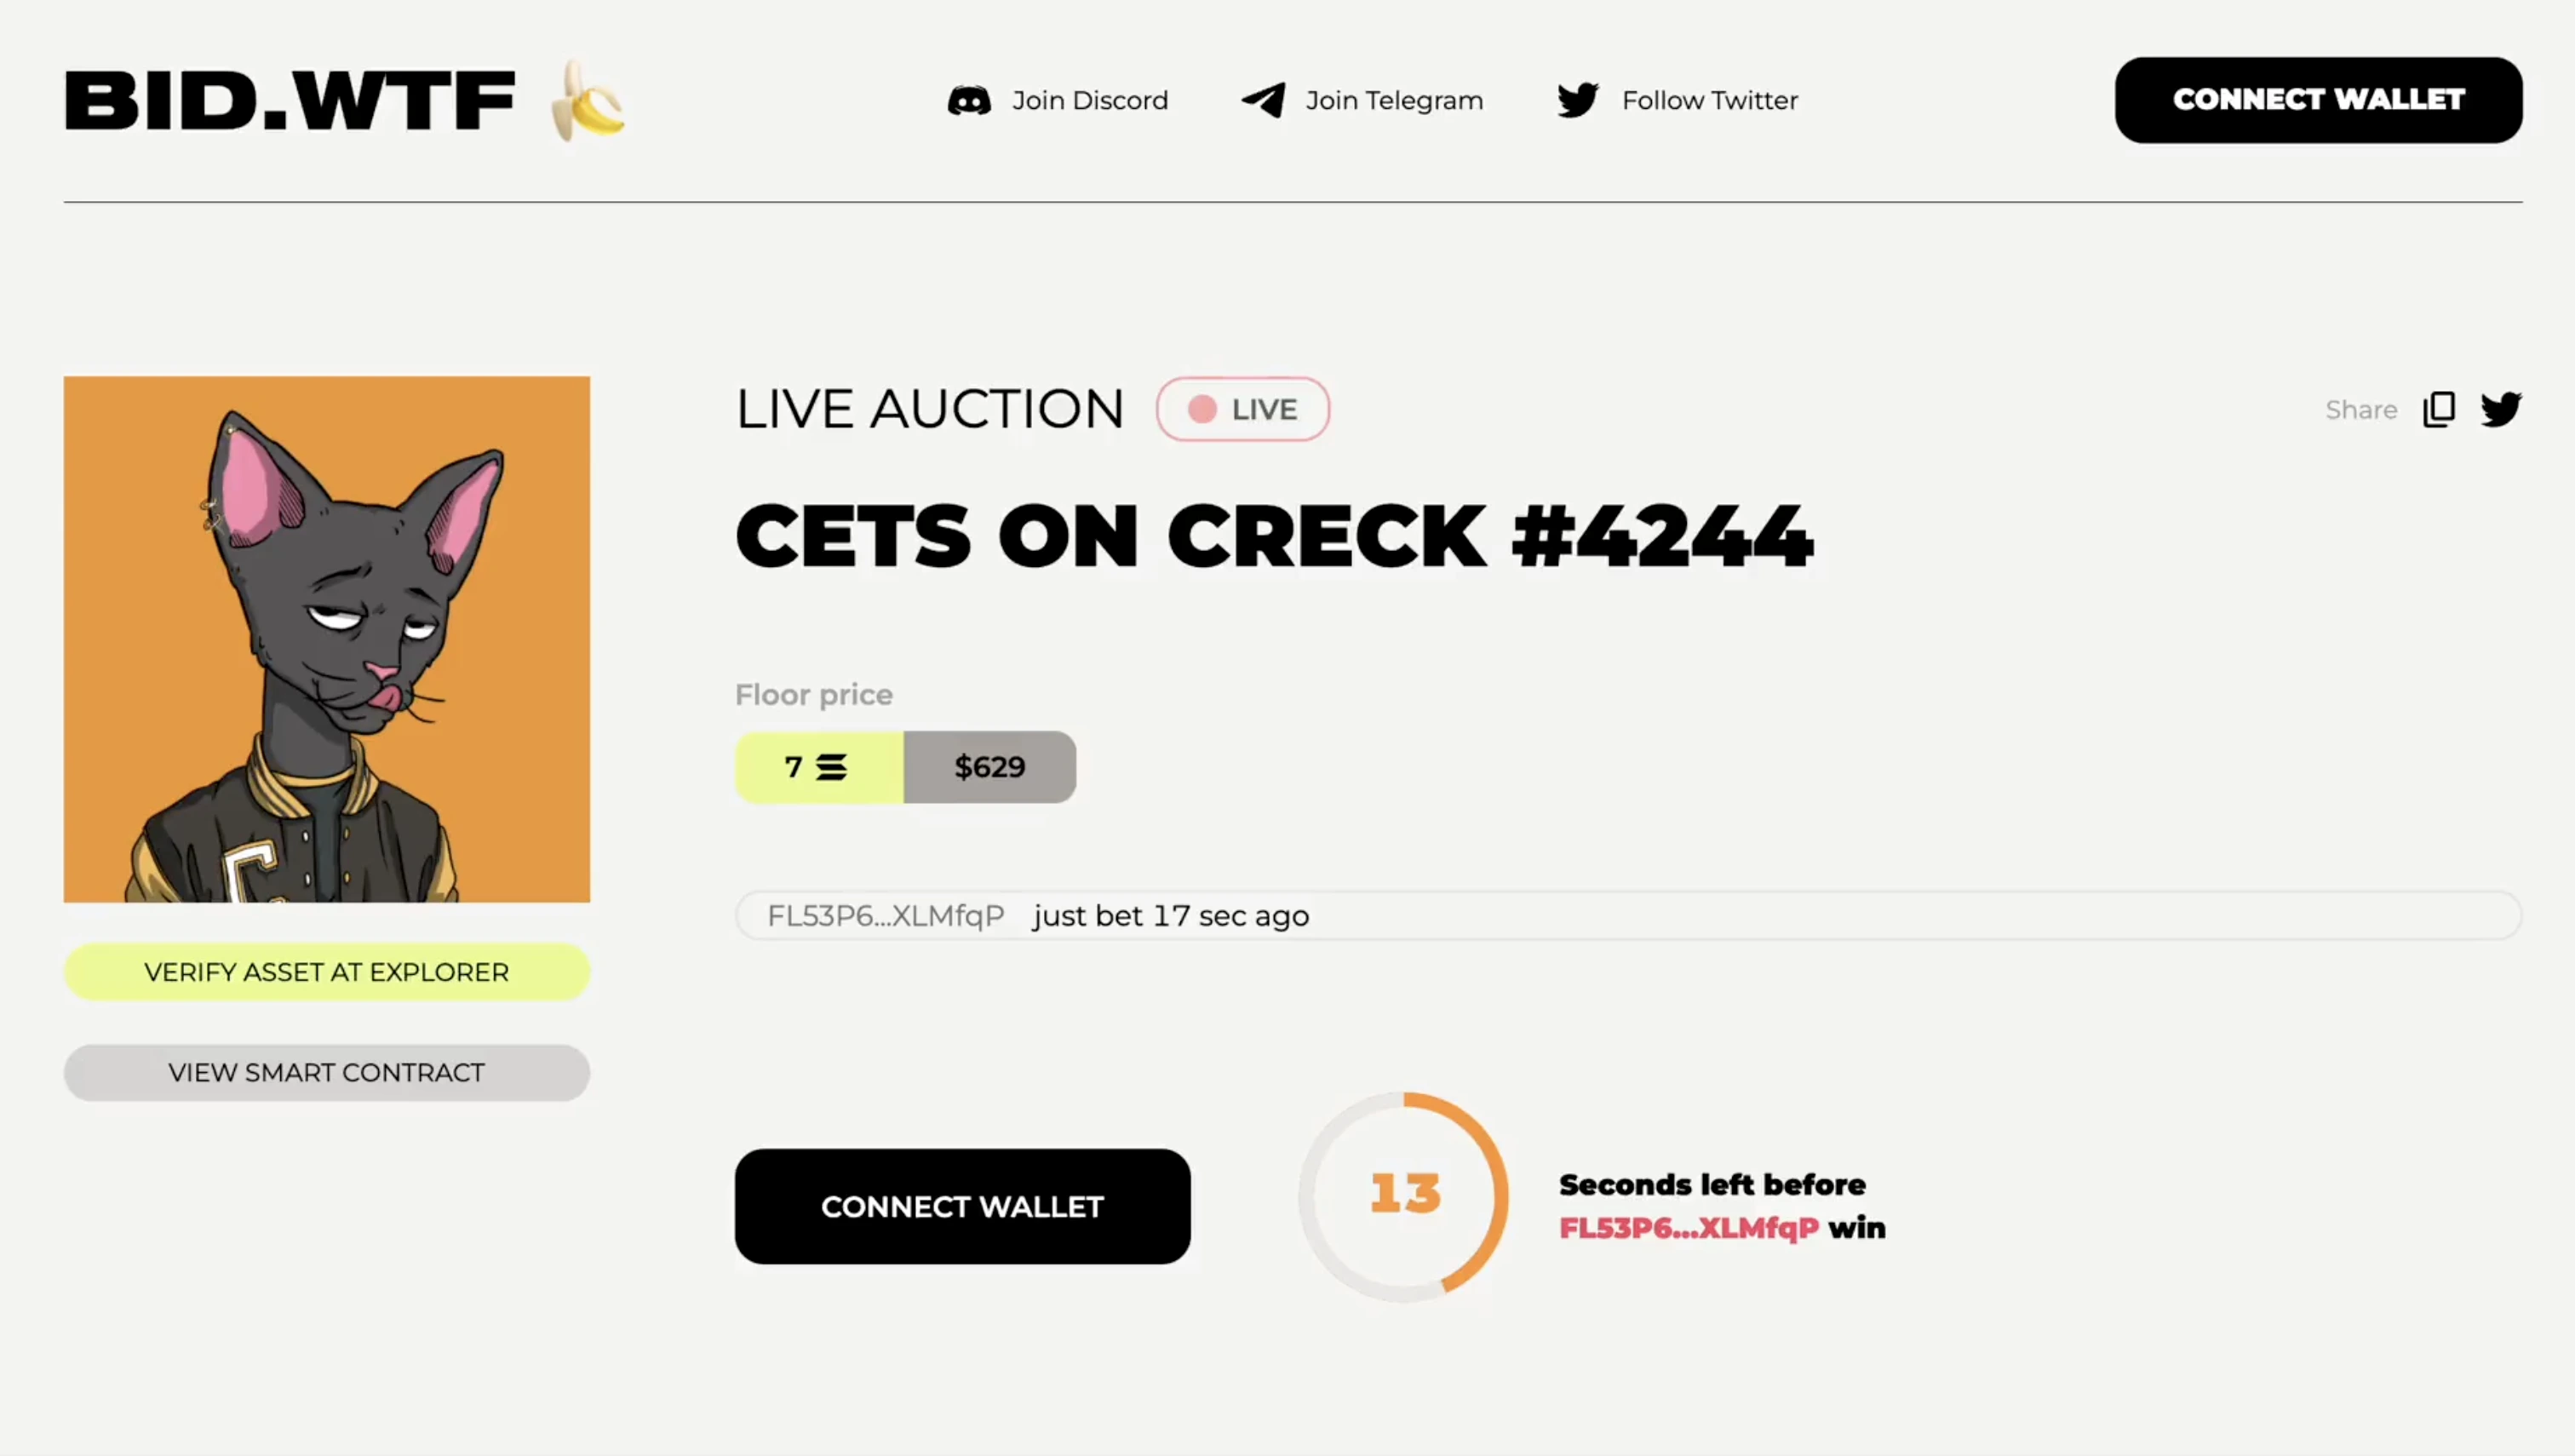 BID.WTF
Join Discord
Join Telegram
Follow Twitter
CONNECT WALLET
LIVE AUCTION
LIVE
Share
CETS ON CRECK #4244
Floor price
7
$629
FL53P6...XLMfqP just bet 17 sec ago
VERIFY ASSET AT EXPLORER
VIEW SMART CONTRACT
CONNECT WALLET
13
Seconds left before
FL53P6...XLMfqP win